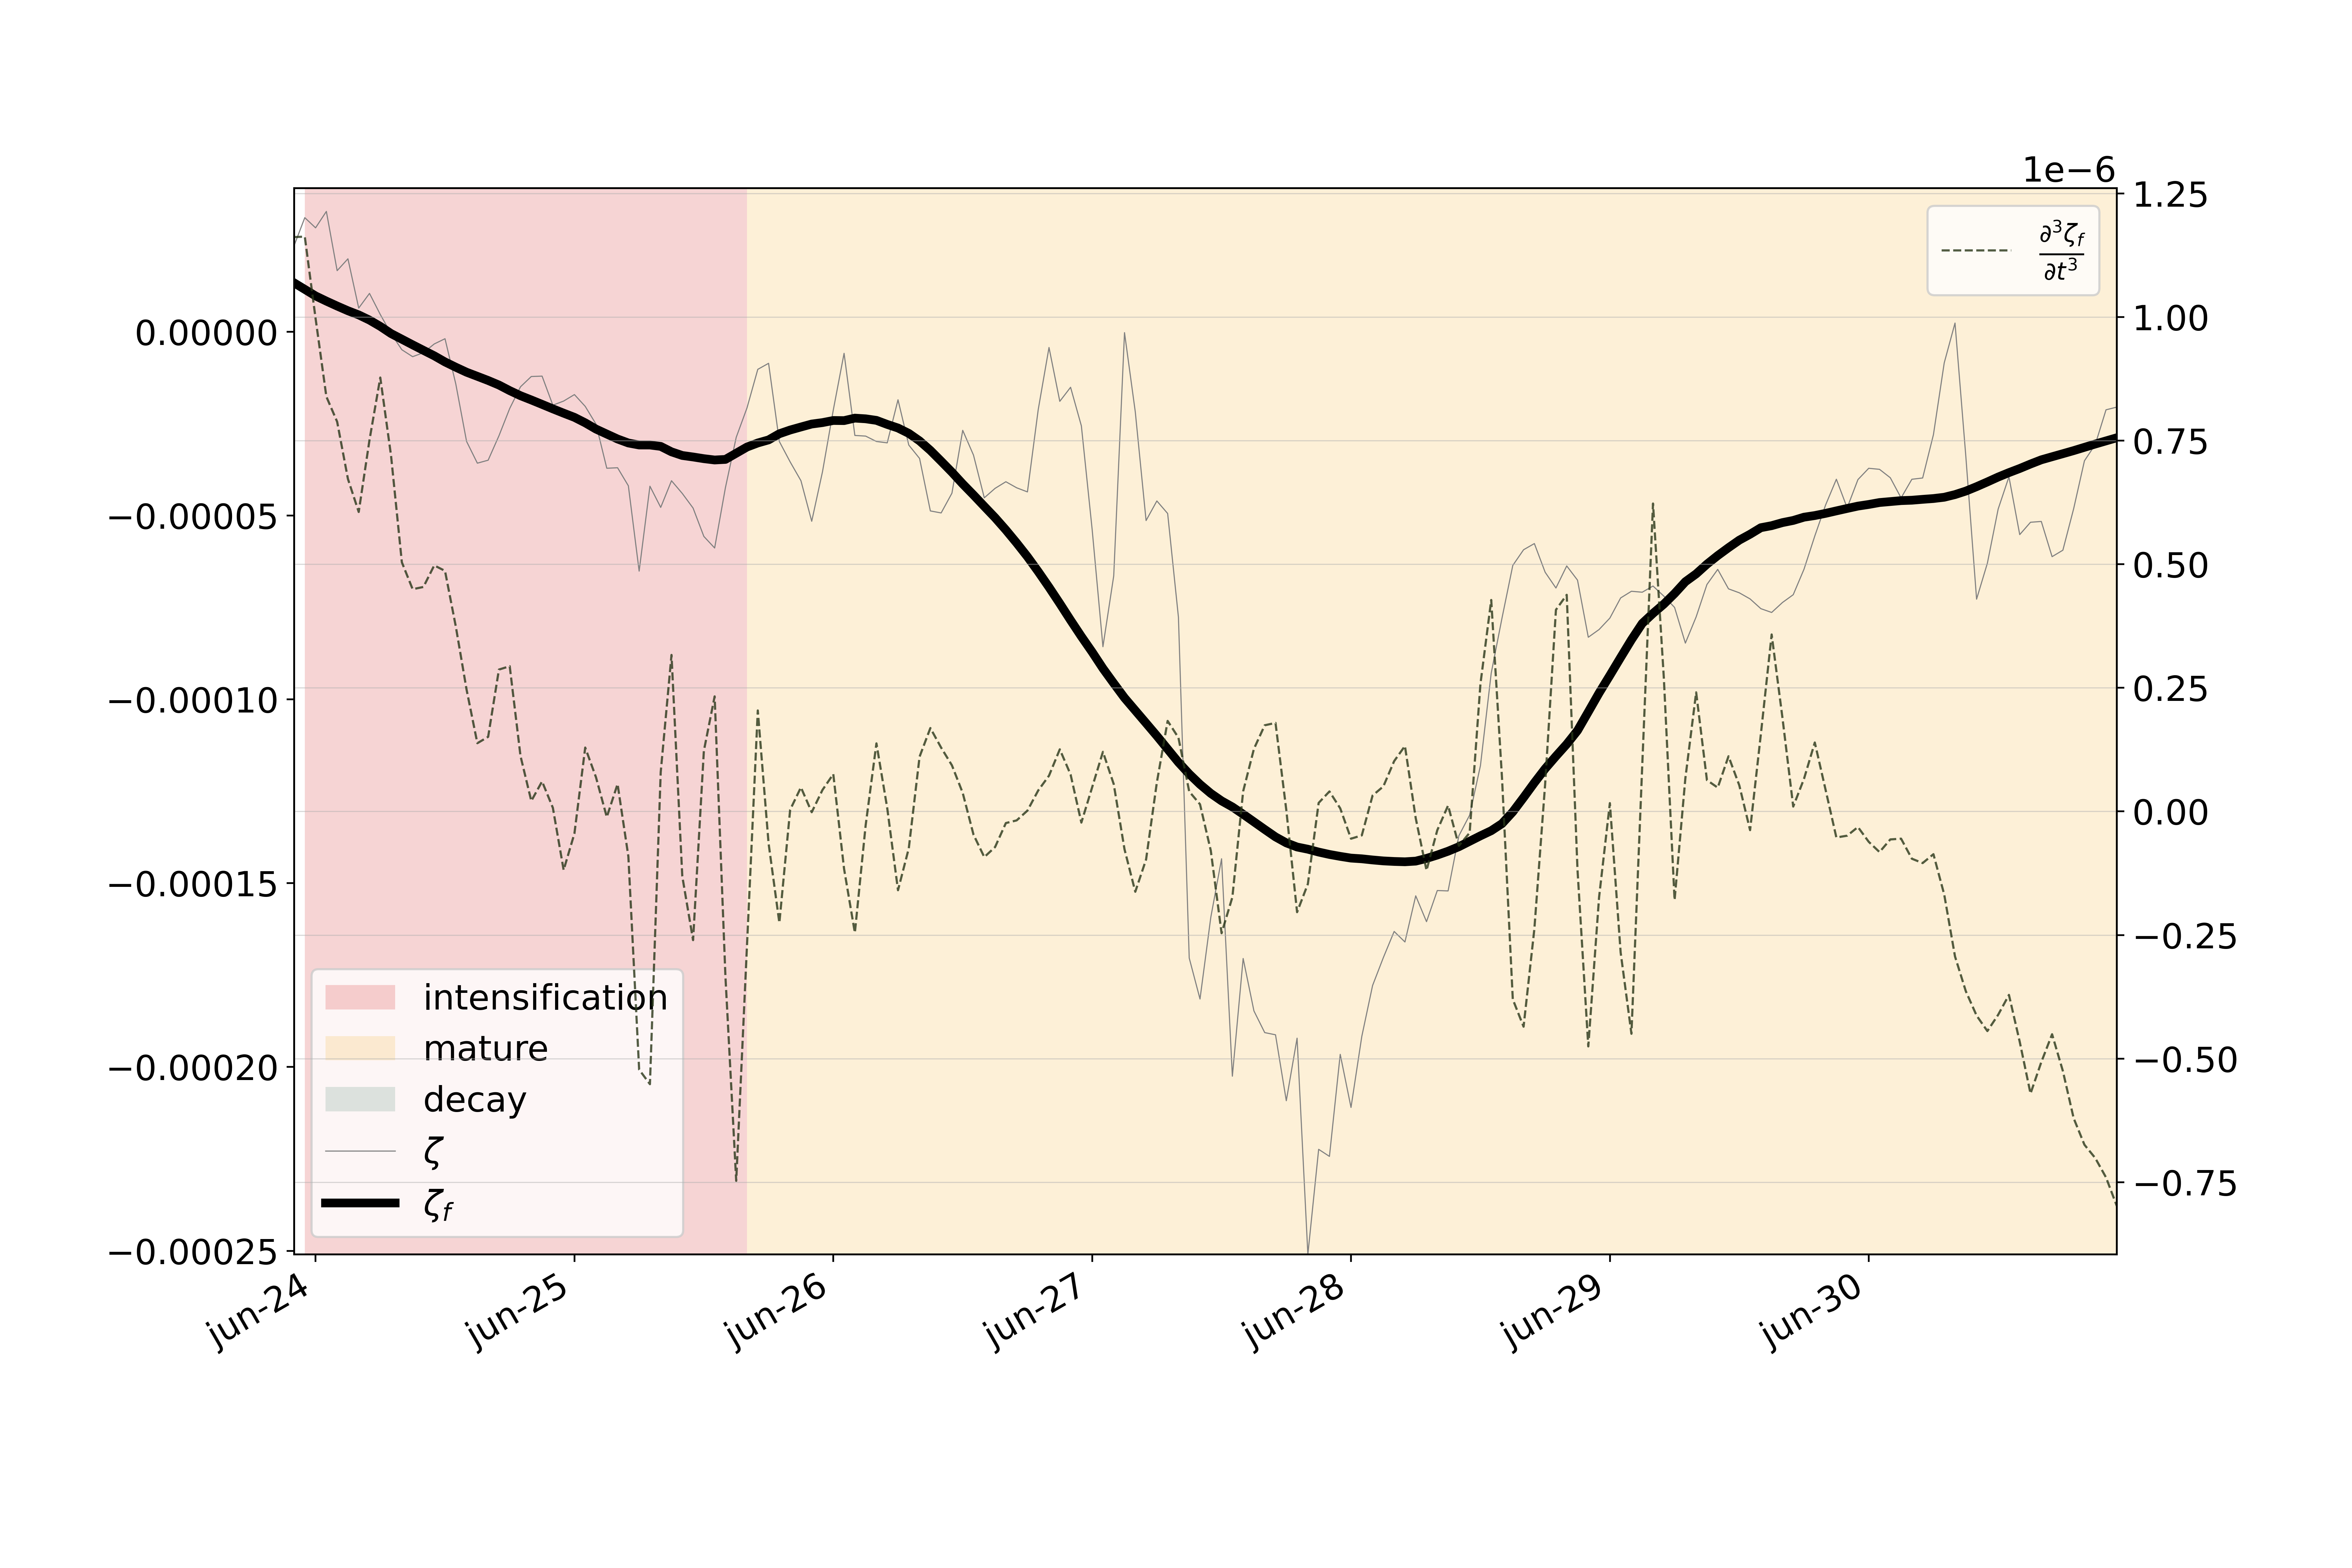 1e−6
1.25
1.00
0.75
0.50
0.25
0.00
−0.25
−0.50
−0.75
0.00000
−0.00005
−0.00010
−0.00015
−0.00020
−0.00025
∂³ζ_f
∂t³
intensification
mature
decay
ζ
ζ_f
jun-24
jun-25
jun-26
jun-27
jun-28
jun-29
jun-30